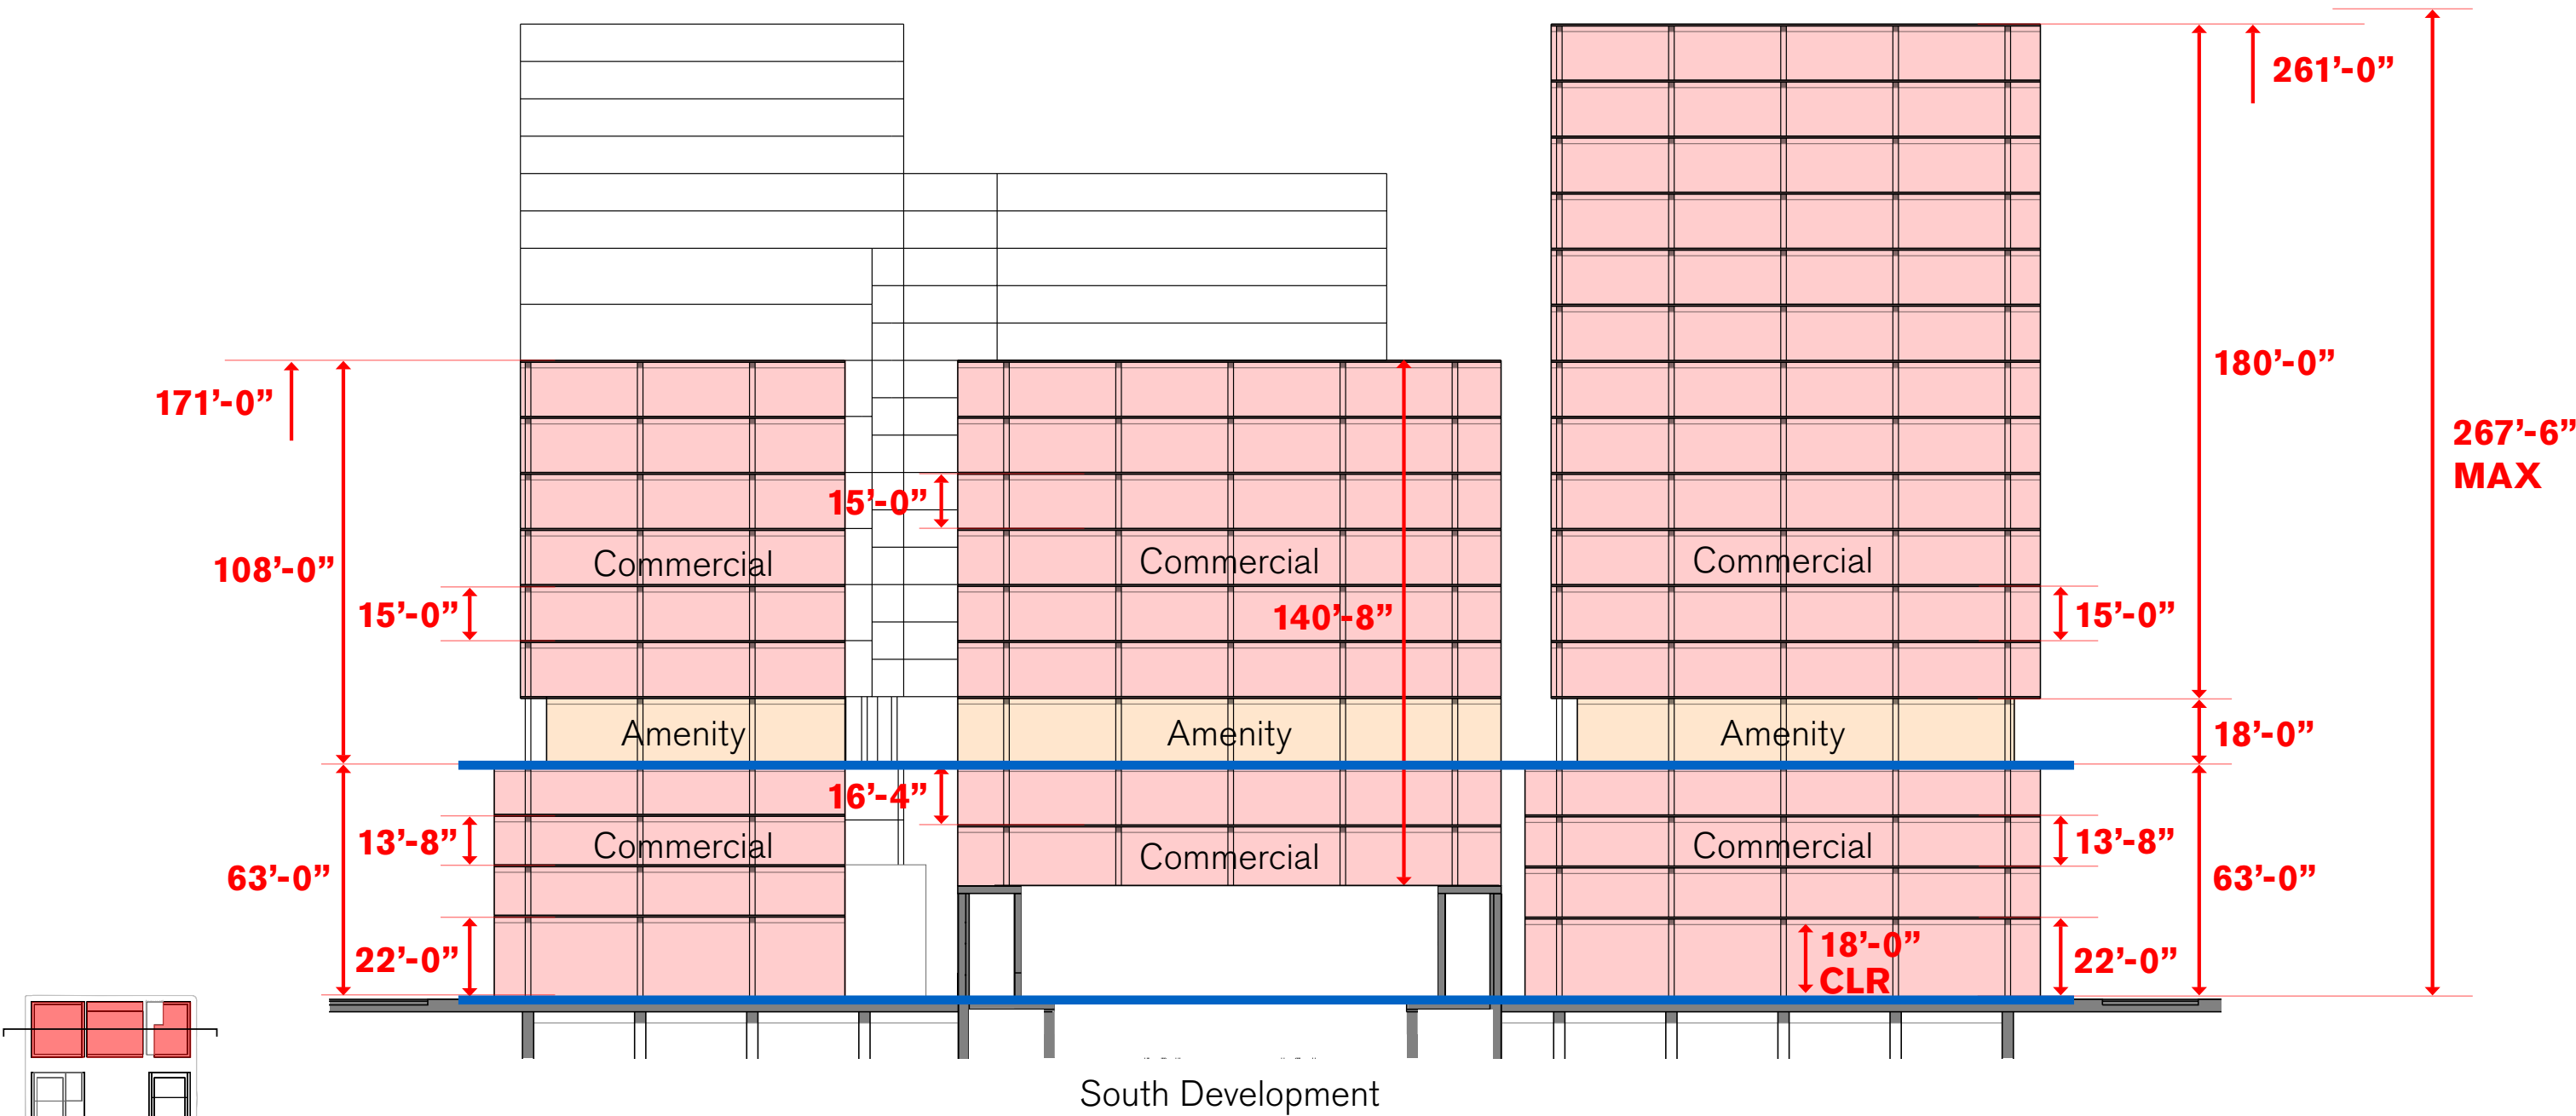 261’-0”
180’-0”
171’-0”
267’-6”
MAX
15’-0”
Commercial
Commercial
Commercial
108’-0”
15’-0”
140’-8”
15’-0”
Amenity
Amenity
Amenity
18’-0”
16’-4”
13’-8”
Commercial
Commercial
Commercial
13’-8”
63’-0”
63’-0”
22’-0”
18’-0”
CLR
22’-0”
South Development